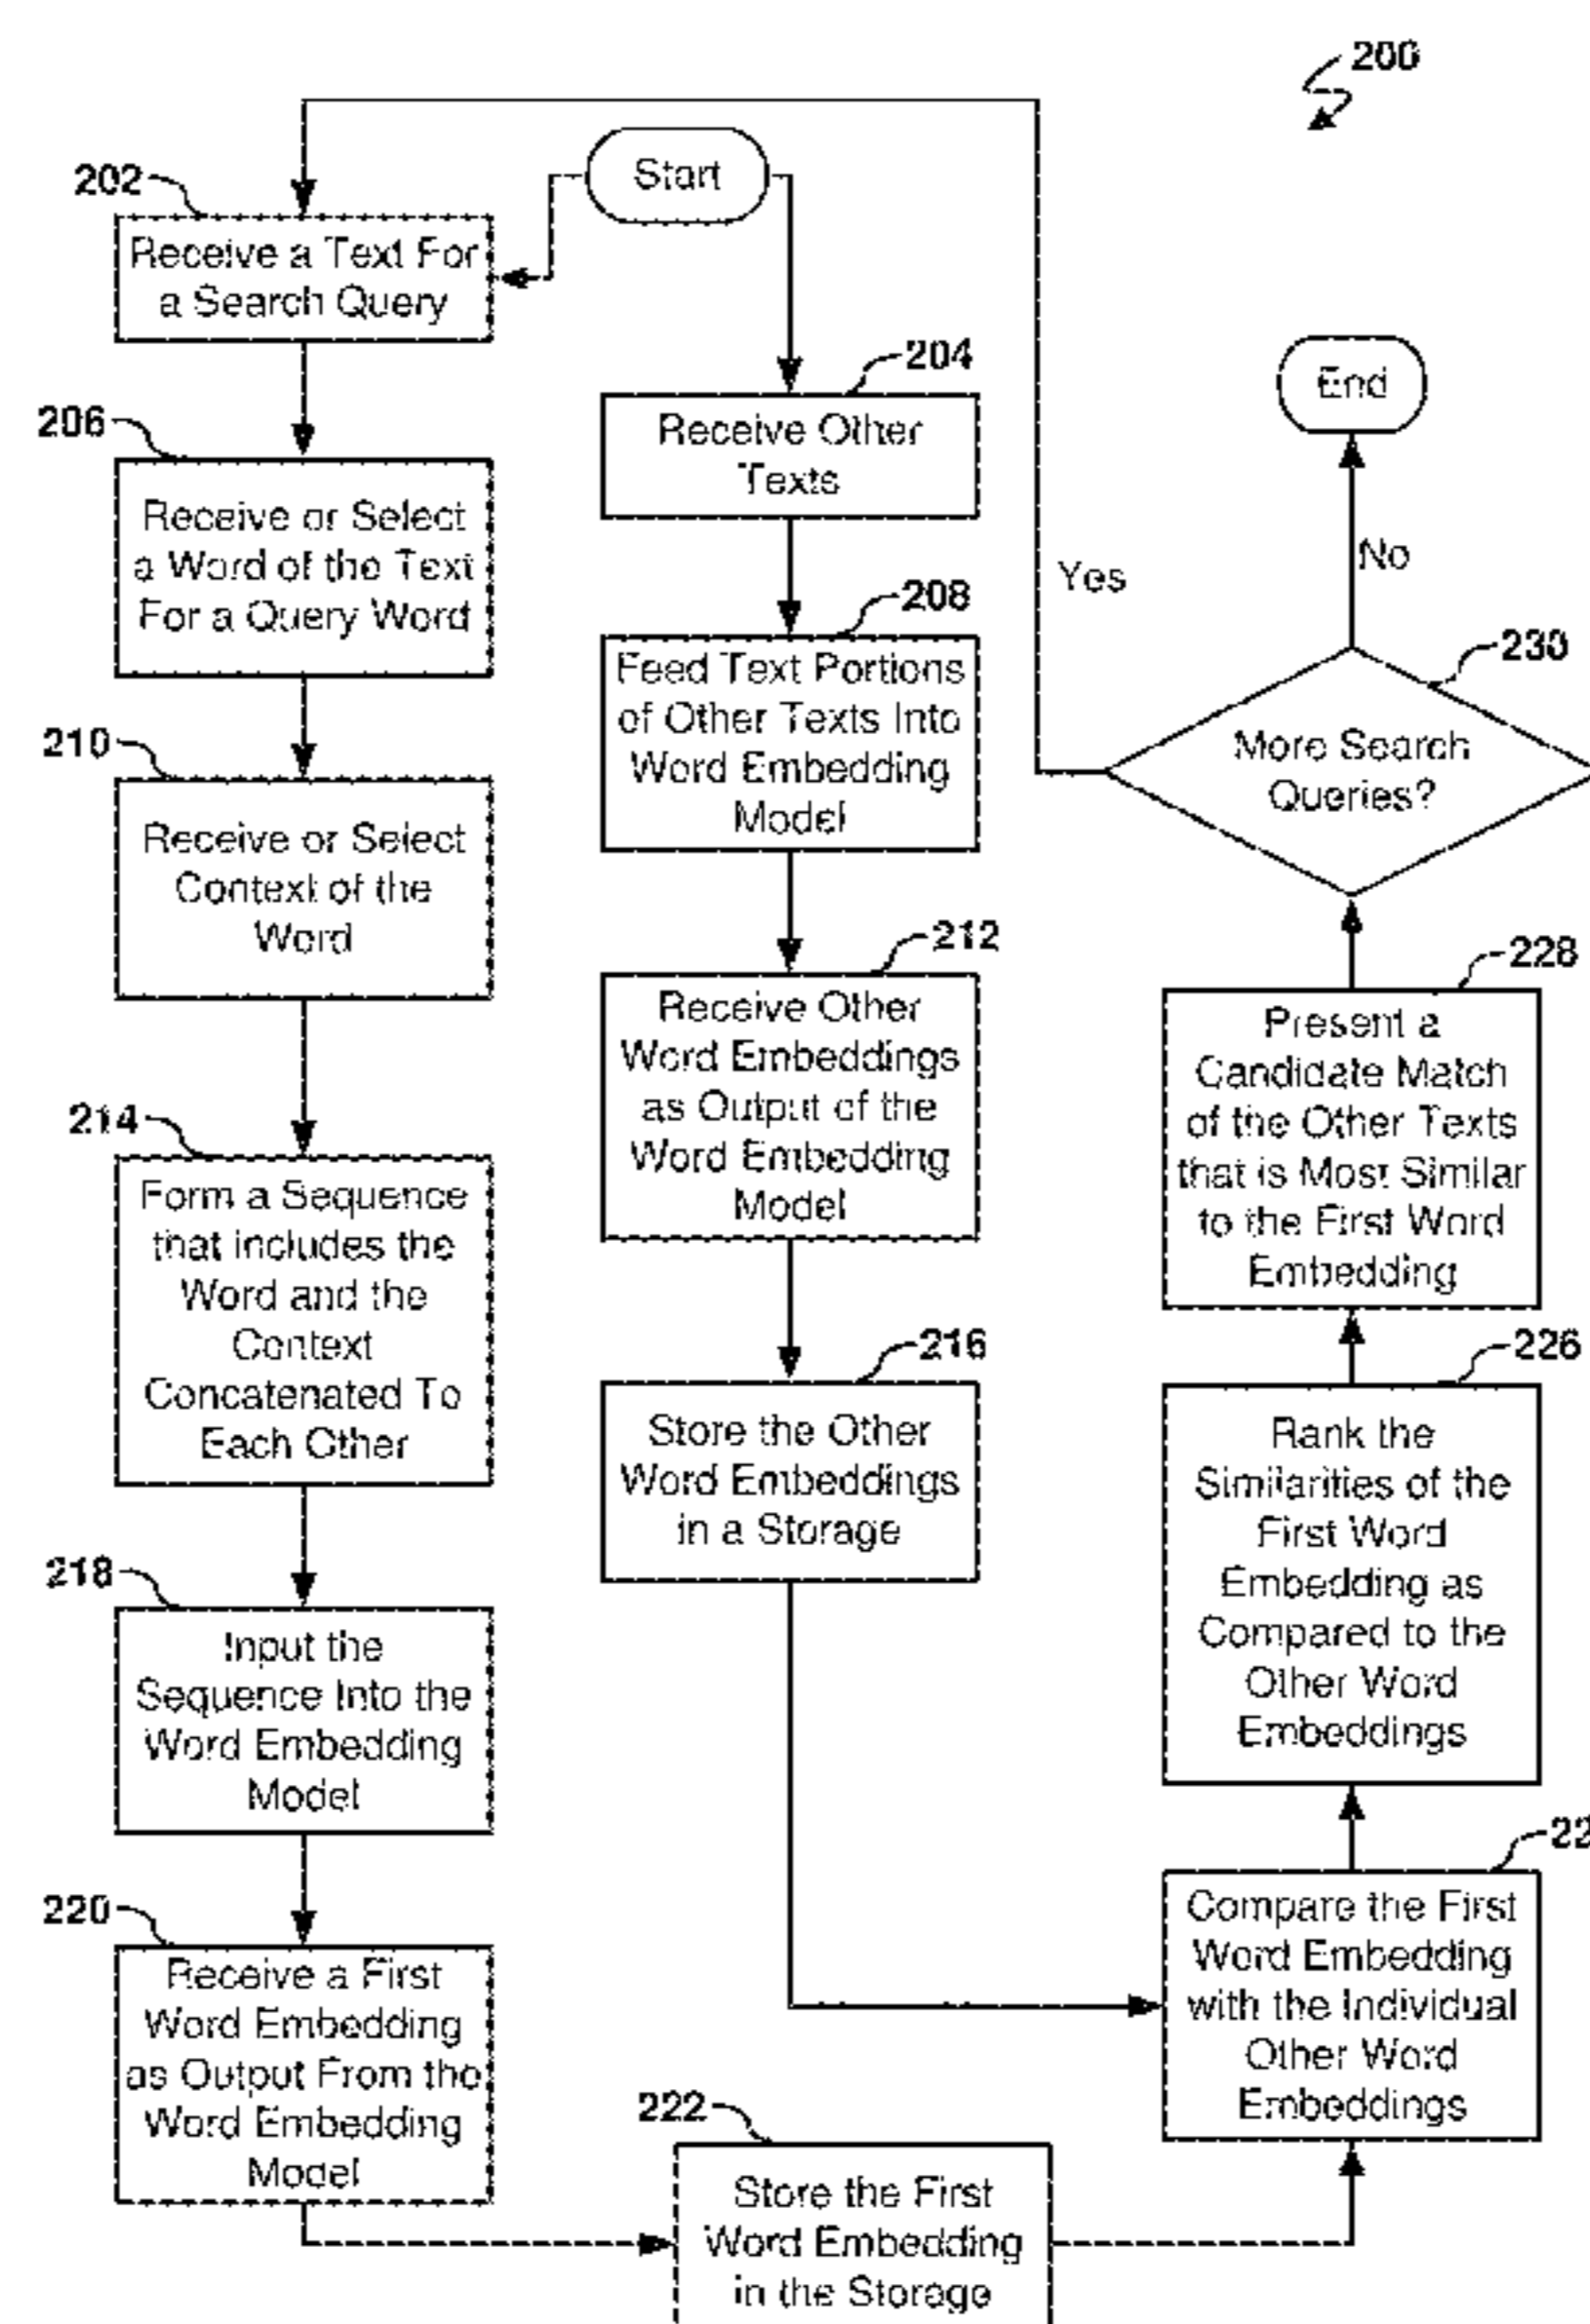 200
Start
202
Receive a Text For
a Search Query
204
Receive Other
Texts
End
206
Receive or Select
a Word of the Text
For a Query Word
Yes
No
208
Feed Text Portions
of Other Texts Into
Word Embedding
Model
230
More Search
Queries?
210
Receive or Select
Context of the
Word
212
Receive Other
Word Embeddings
as Output of the
Word Embedding
Model
228
Present a
Candidate Match
of the Other Texts
that is Most Similar
to the First Word
Embedding
214
Form a Sequence
that includes the
Word and the
Context
Concatenated To
Each Other
216
Store the Other
Word Embeddings
in a Storage
226
Rank the
Similarities of the
First Word
Embedding as
Compared to the
Other Word
Embeddings
218
Input the
Sequence Into the
Word Embedding
Model
22
Compare the First
Word Embedding
with the Individual
Other Word
Embeddings
220
Receive a First
Word Embedding
as Output From the
Word Embedding
Model
222
Store the First
Word Embedding
in the Storage